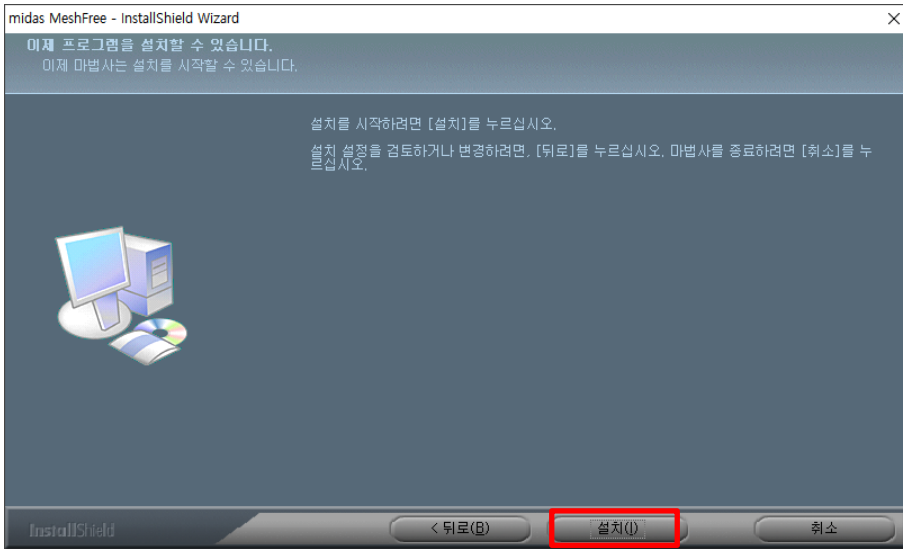 midas MeshFree - InstallShield Wizard
이제 프로그램을 설치할 수 있습니다.
이제 마법사는 설치를 시작할 수 있습니다.
설치를 시작하려면 [설치]를 누르십시오.
설치 설정을 검토하거나 변경하려면, [뒤로]를 누르십시오. 마법사를 종료하려면 [취소]를 누
르십시오.
InstallShield
< 뒤로(B)
설치(I)
취소